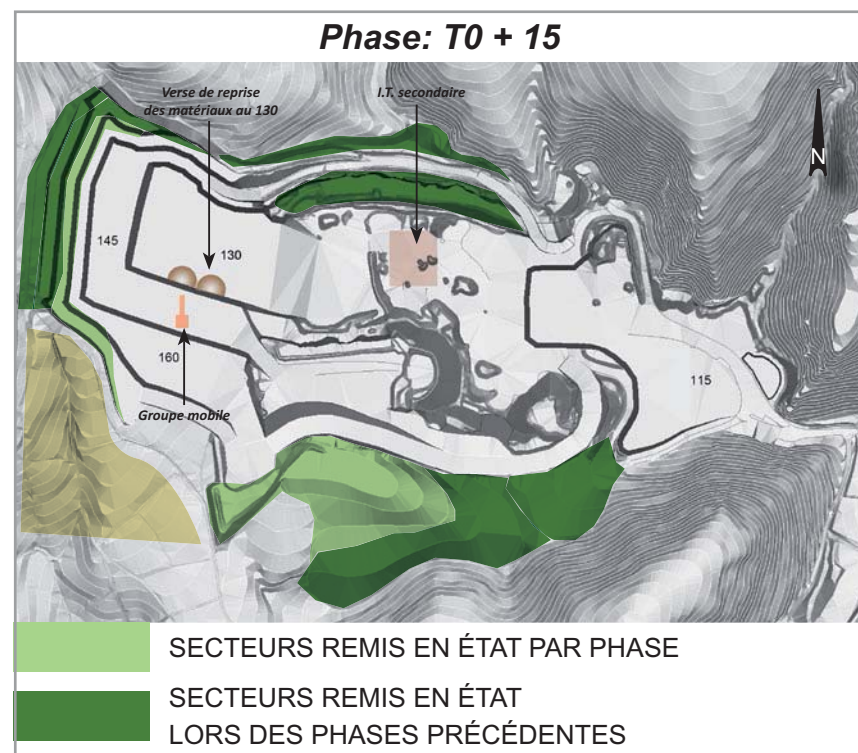 Phase: T0 + 15
Verse de reprise
des matériaux au 130
I.T. secondaire
N
145
130
160
115
Groupe mobile
SECTEURS REMIS EN ÉTAT PAR PHASE
SECTEURS REMIS EN ÉTAT
LORS DES PHASES PRÉCÉDENTES